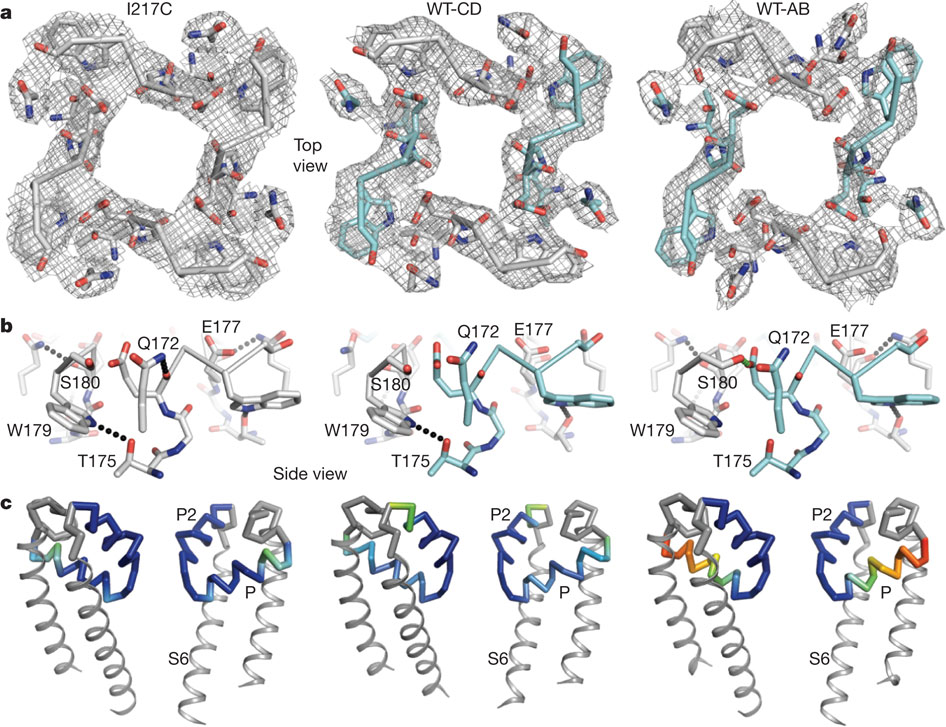 a
I217C
WT-CD
WT-AB
Top
view
b
Q172
E177
S180
W179
T175
Q172
E177
S180
W179
T175
Q172
E177
S180
W179
T175
Side view
c
P2
P
S6
P2
P
S6
P2
P
S6